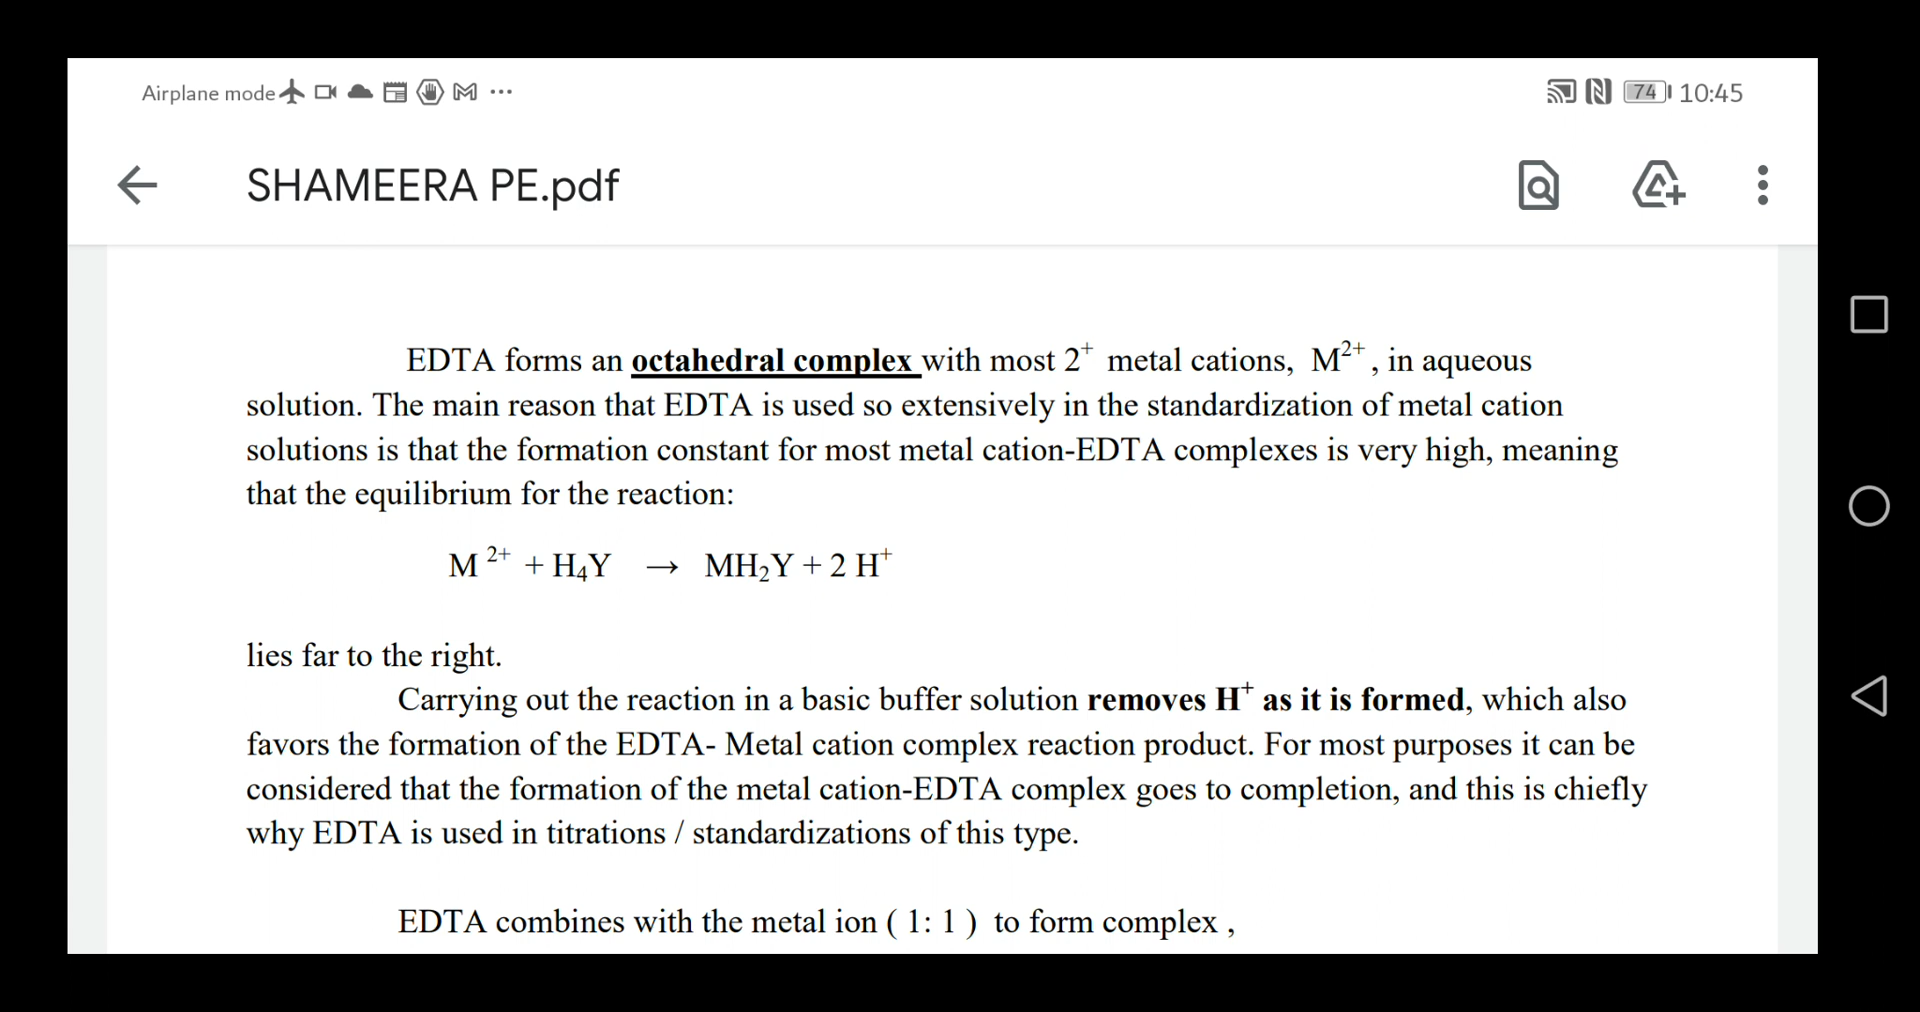 Airplane mode ...
74 10:45
SHAMEERA PE.pdf
EDTA forms an octahedral complex with most 2⁺ metal cations, M²⁺ , in aqueous
solution. The main reason that EDTA is used so extensively in the standardization of metal cation
solutions is that the formation constant for most metal cation-EDTA complexes is very high, meaning
that the equilibrium for the reaction:
M ²⁺ + H₄Y → MH₂Y + 2 H⁺
lies far to the right.
Carrying out the reaction in a basic buffer solution removes H⁺ as it is formed, which also
favors the formation of the EDTA- Metal cation complex reaction product. For most purposes it can be
considered that the formation of the metal cation-EDTA complex goes to completion, and this is chiefly
why EDTA is used in titrations / standardizations of this type.
EDTA combines with the metal ion ( 1: 1 ) to form complex ,